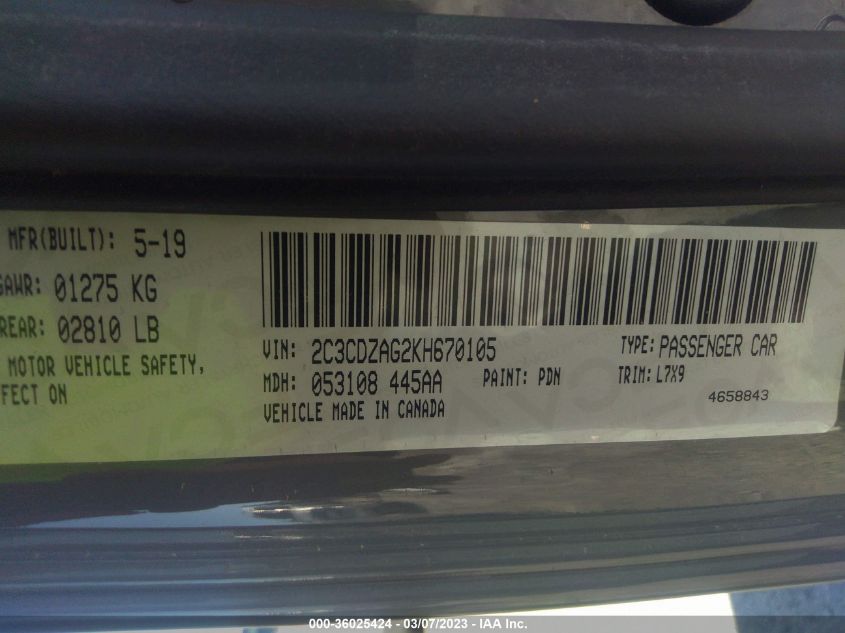 MFR(BUILT): 5-19
GAWR: 01275 KG
REAR: 02810 LB
MOTOR VEHICLE SAFETY,
FFECT ON
VIN: 2C3CDZAG2KH670105
TYPE: PASSENGER CAR
MDH: 053108 445AA
PAINT: PDN
TRIM: L7X9
VEHICLE MADE IN CANADA
4658843
000-36025424 - 03/07/2023 - IAA Inc.